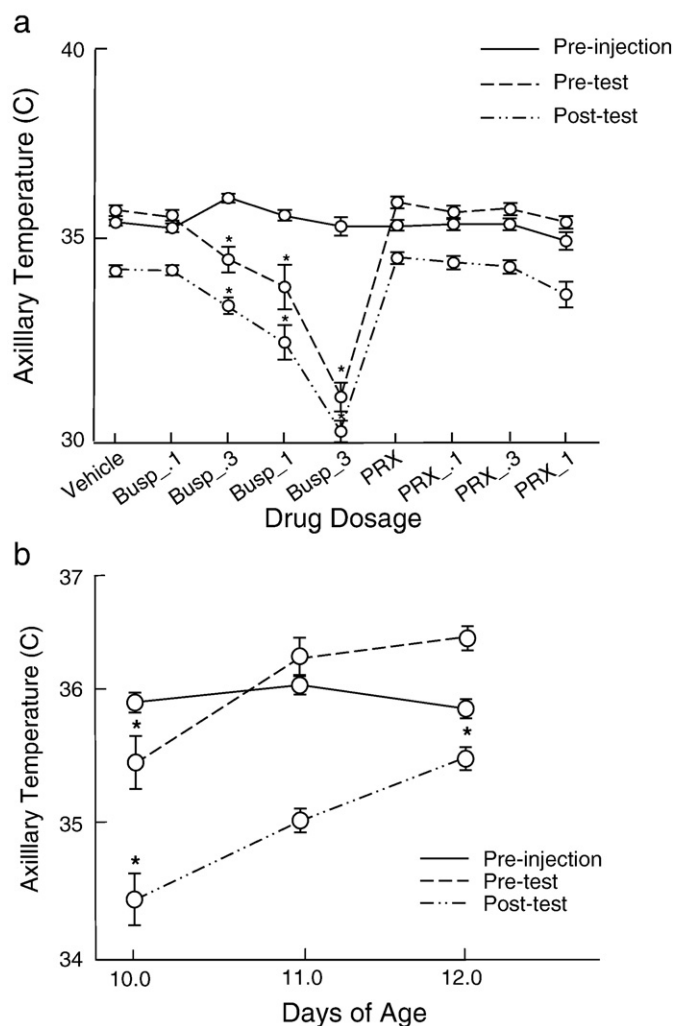 a
40
Pre-injection
Pre-test
Post-test
Axilllary Temperature (C)
35
*
*
*
*
*
*
30
Vehicle
Busp_.1
Busp_.3
Busp_1
Busp_3
PRX
PRX_.1
PRX_.3
PRX_1
Drug Dosage
b
37
Axilllary Temperature (C)
36
*
*
35
*
Pre-injection
Pre-test
Post-test
34
10.0
11.0
12.0
Days of Age